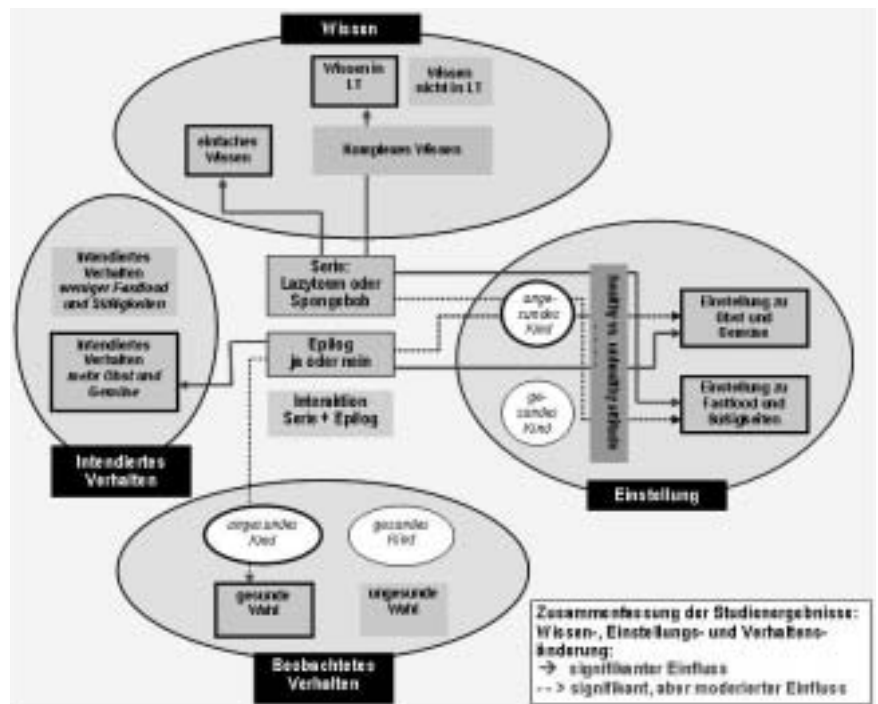 Wissen
Wissen in
LT
Wissen
nicht in LT
einfaches
Wissen
Komplexes Wissen
Intendiertes
Verhalten
weniger Fastfood
und Süßigkeiten
Serie:
Lazytown oder
Spongebob
unge-
sundes
Kind
healthy vs. unhealthy attitude
Einstellung zu
Obst und
Gemüse
Intendiertes
Verhalten
mehr Obst und
Gemüse
Epilog
ja oder nein
Interaktion
Serie + Epilog
ge-
sundes
Kind
Einstellung zu
Fastfood und
Süßigkeiten
Intendiertes
Verhalten
Einstellung
ungesundes
Kind
gesundes
Kind
gesunde
Wahl
ungesunde
Wahl
Beobachtetes
Verhalten
Zusammenfassung der Studienergebnisse:
Wissen-, Einstellungs- und Verhaltens-
änderung:
→ signifikanter Einfluss
--> signifikant, aber moderierter Einfluss